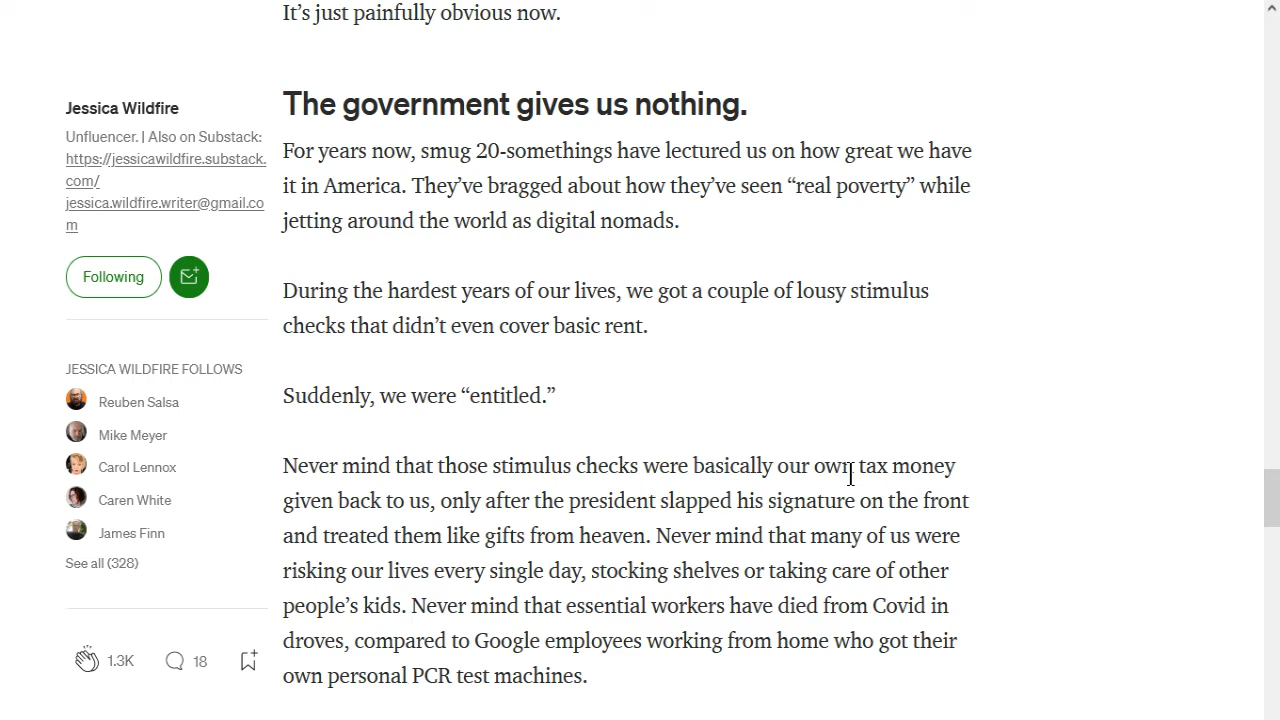 It’s just painfully obvious now.
The government gives us nothing.
For years now, smug 20-somethings have lectured us on how great we have
it in America. They’ve bragged about how they’ve seen “real poverty” while
jetting around the world as digital nomads.
During the hardest years of our lives, we got a couple of lousy stimulus
checks that didn’t even cover basic rent.
Suddenly, we were “entitled.”
Never mind that those stimulus checks were basically our own tax money
given back to us, only after the president slapped his signature on the front
and treated them like gifts from heaven. Never mind that many of us were
risking our lives every single day, stocking shelves or taking care of other
people’s kids. Never mind that essential workers have died from Covid in
droves, compared to Google employees working from home who got their
own personal PCR test machines.
Jessica Wildfire
Unfluencer. | Also on Substack:
https://jessicawildfire.substack.
com/
jessica.wildfire.writer@gmail.co
m
Following
JESSICA WILDFIRE FOLLOWS
Reuben Salsa
Mike Meyer
Carol Lennox
Caren White
James Finn
See all (328)
1.3K 18